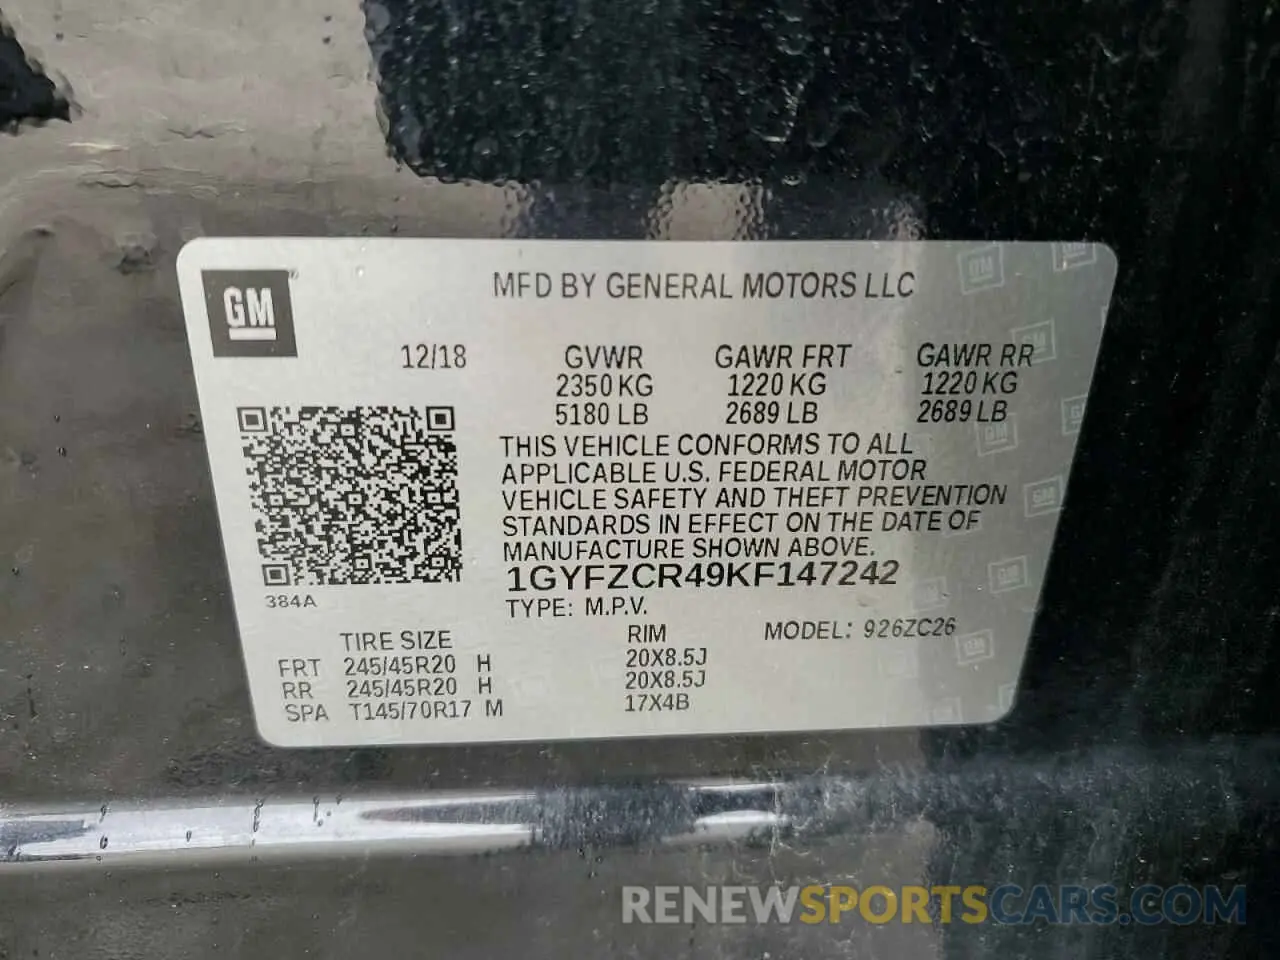 GM
MFD BY GENERAL MOTORS LLC
12/18 GVWR GAWR FRT GAWR RR
2350 KG 1220 KG 1220 KG
5180 LB 2689 LB 2689 LB
THIS VEHICLE CONFORMS TO ALL
APPLICABLE U.S. FEDERAL MOTOR
VEHICLE SAFETY AND THEFT PREVENTION
STANDARDS IN EFFECT ON THE DATE OF
MANUFACTURE SHOWN ABOVE.
1GYFZCR49KF147242
384A
TYPE: M.P.V.
TIRE SIZE RIM MODEL: 926ZC26
FRT 245/45R20 H 20X8.5J
RR 245/45R20 H 20X8.5J
SPA T145/70R17 M 17X4B
RENEWSPORTSCARS.COM